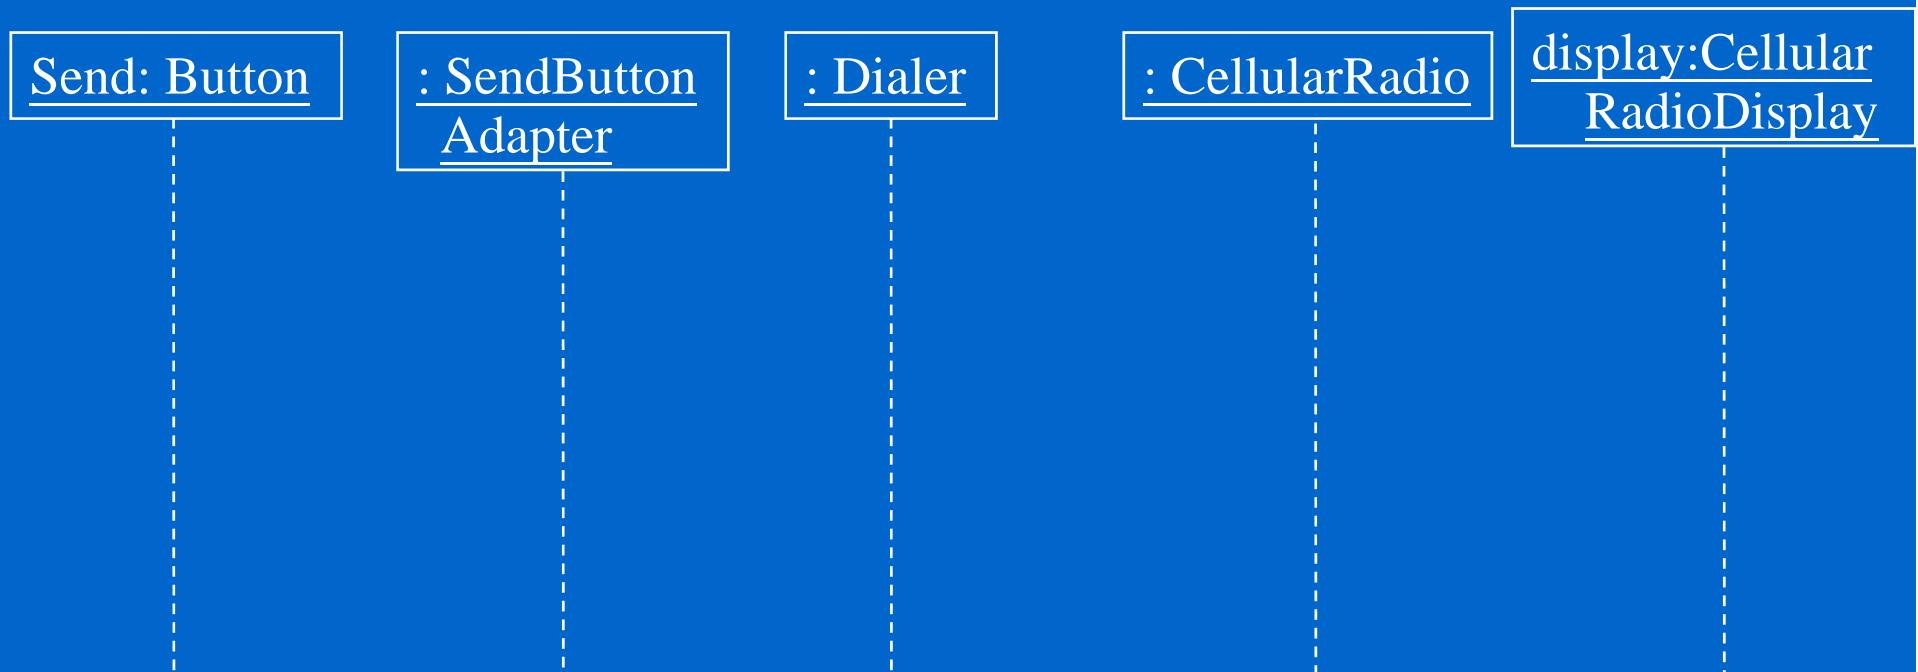 Send: Button
: SendButton
Adapter
: Dialer
: CellularRadio
display:Cellular
RadioDisplay